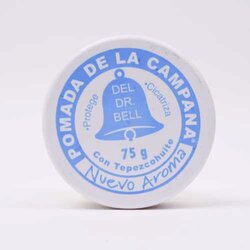 POMADA DE LA CAMPANA®
•Protege
•Cicatriza
DEL
DR.
BELL
75 g
Con Tepezcohuite
Nuevo Aroma